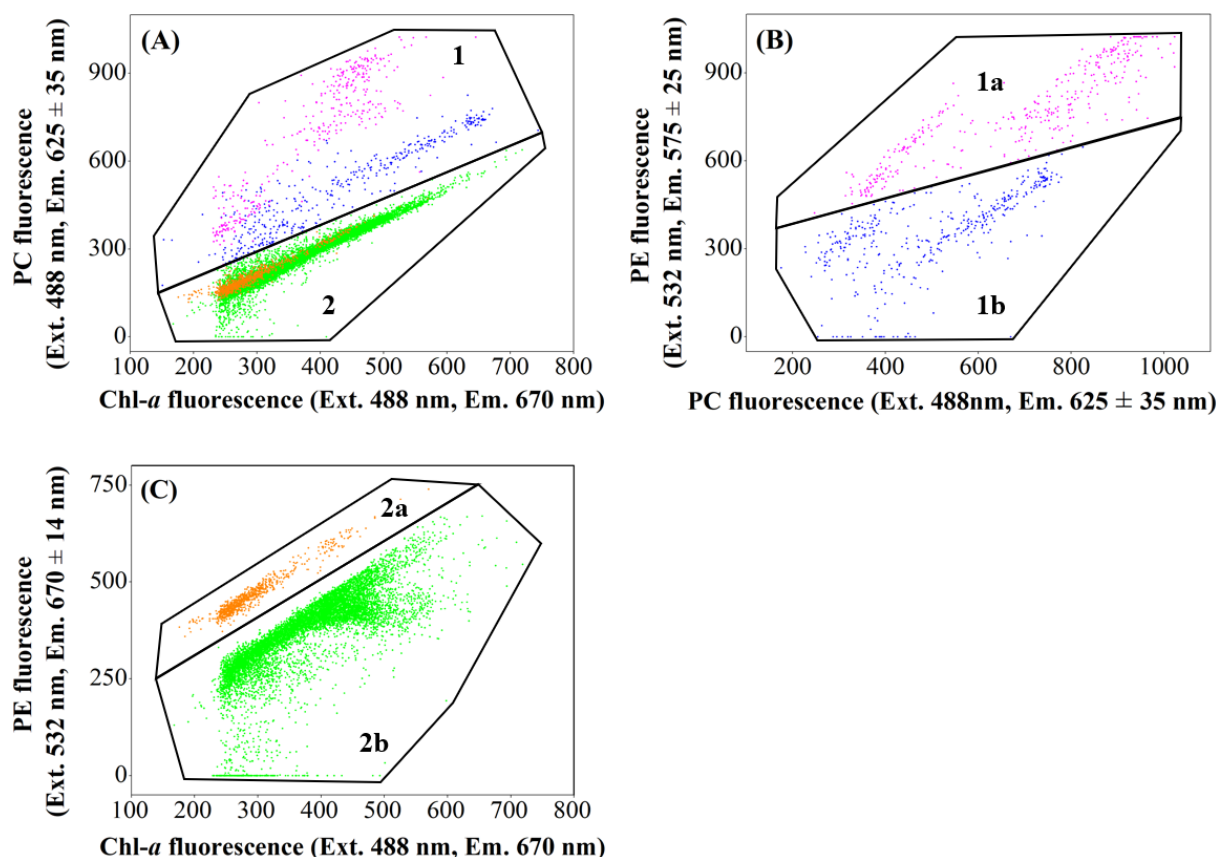 (A)
1
2
900
600
300
0
100 200 300 400 500 600 700 800
PC fluorescence
(Ext. 488 nm, Em. 625 ± 35 nm)
Chl-a fluorescence (Ext. 488 nm, Em. 670 nm)
(B)
1a
1b
900
600
300
0
200 400 600 800 1000
PE fluorescence
(Ext. 532 nm, Em. 575 ± 25 nm)
PC fluorescence (Ext. 488nm, Em. 625 ± 35 nm)
(C)
2a
2b
750
500
250
0
100 200 300 400 500 600 700 800
PE fluorescence
(Ext. 532 nm, Em. 670 ± 14 nm)
Chl-a fluorescence (Ext. 488 nm, Em. 670 nm)